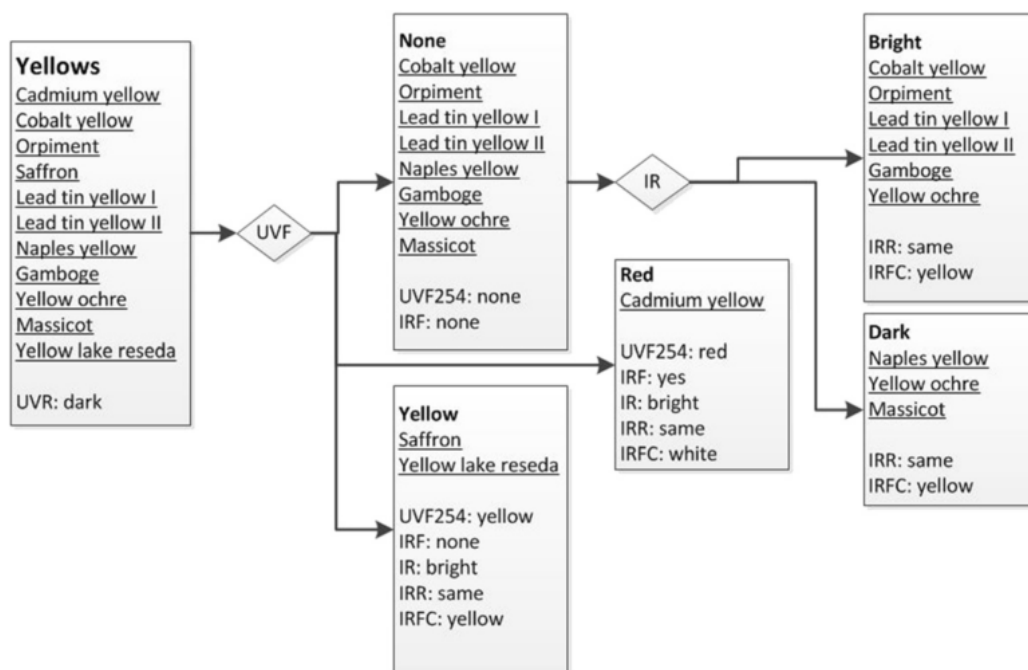 Yellows
Cadmium yellow
Cobalt yellow
Orpiment
Saffron
Lead tin yellow I
Lead tin yellow II
Naples yellow
Gamboge
Yellow ochre
Massicot
Yellow lake reseda
UVR: dark
UVF
None
Cobalt yellow
Orpiment
Lead tin yellow I
Lead tin yellow II
Naples yellow
Gamboge
Yellow ochre
Massicot
UVF254: none
IRF: none
Yellow
Saffron
Yellow lake reseda
UVF254: yellow
IRF: none
IR: bright
IRR: same
IRFC: yellow
IR
Red
Cadmium yellow
UVF254: red
IRF: yes
IR: bright
IRR: same
IRFC: white
Bright
Cobalt yellow
Orpiment
Lead tin yellow I
Lead tin yellow II
Gamboge
Yellow ochre
IRR: same
IRFC: yellow
Dark
Naples yellow
Yellow ochre
Massicot
IRR: same
IRFC: yellow